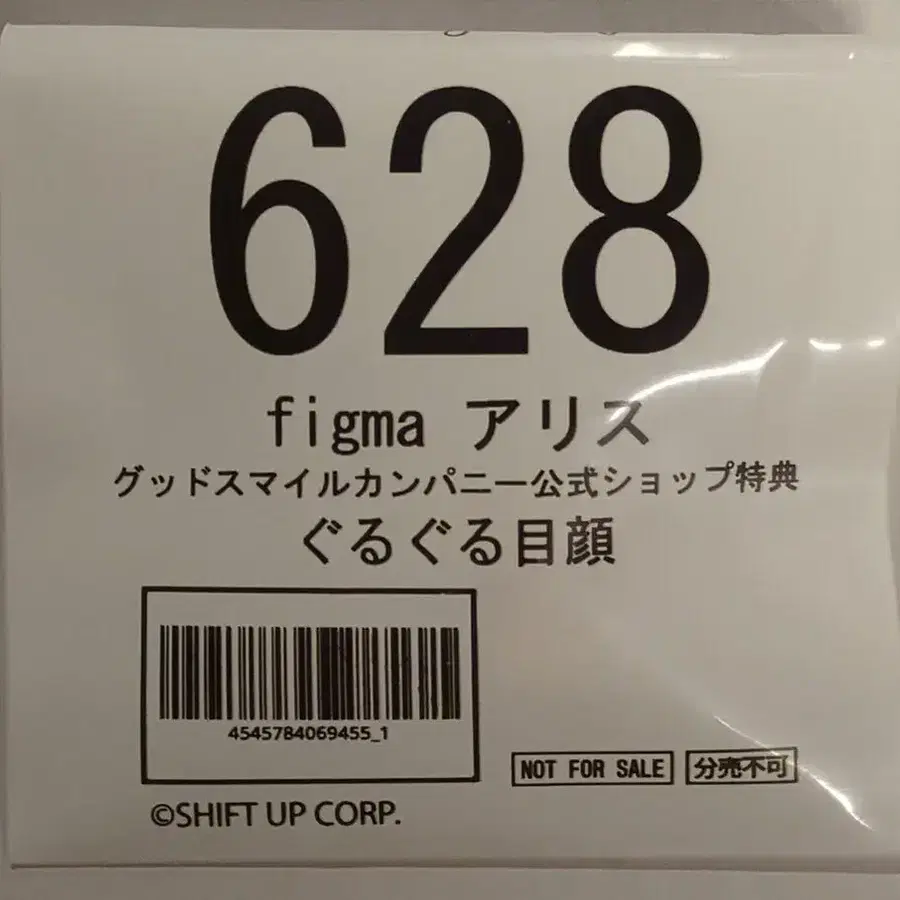 628
figma アリス
グッドスマイルカンパニー公式ショップ特典
ぐるぐる目顔
4545784069455_1
NOT FOR SALE 分売不可
©SHIFT UP CORP.